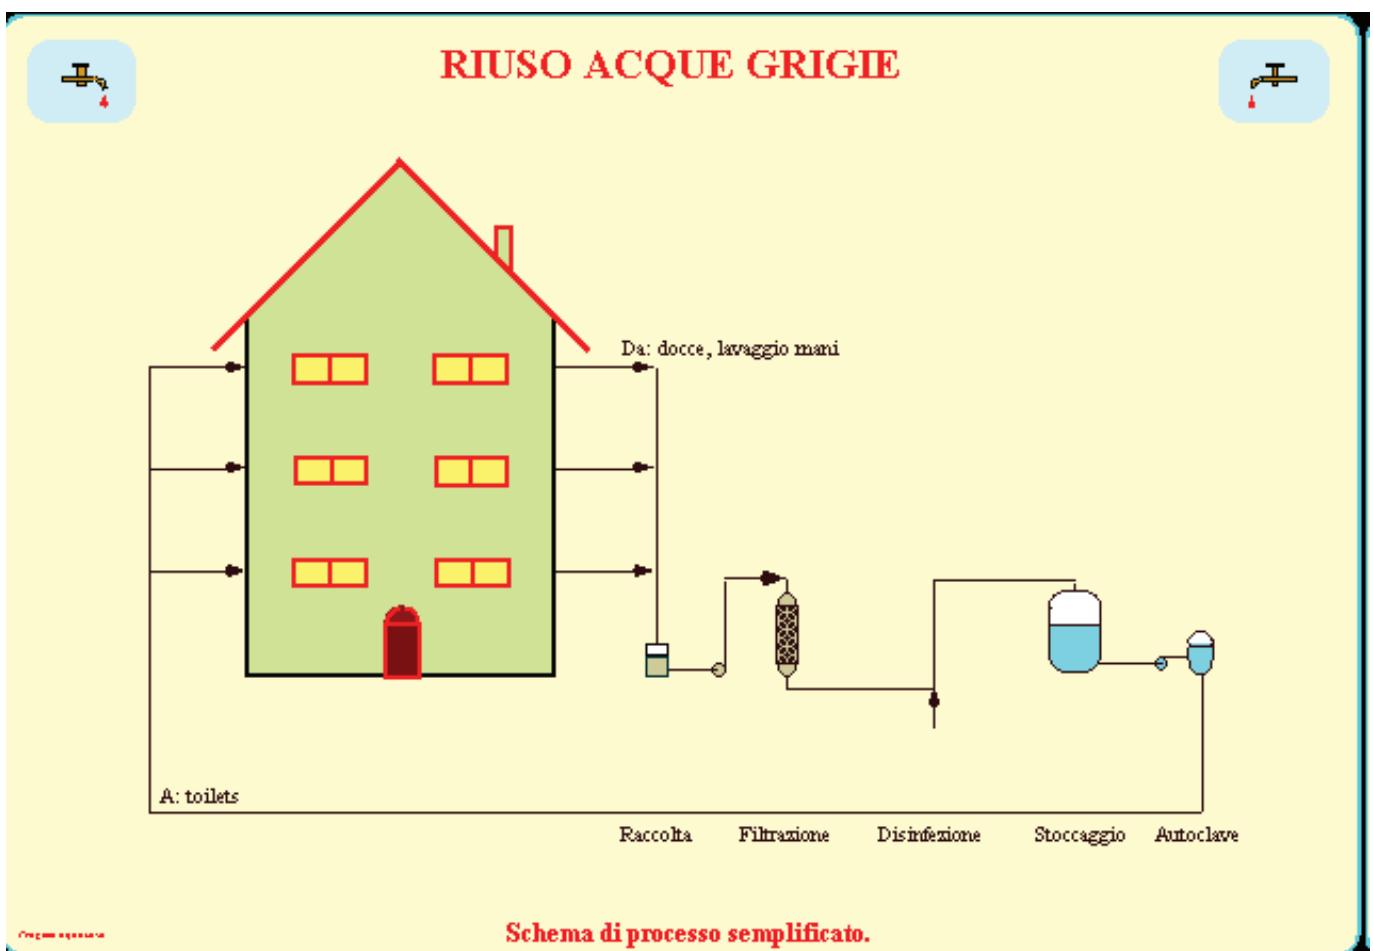 RIUSO ACQUE GRIGIE
Da: docce, lavaggio mani
A: toilets
Raccolta Filtrazione Disinfezione Stoccaggio Autoclave
Schema di processo semplificato.